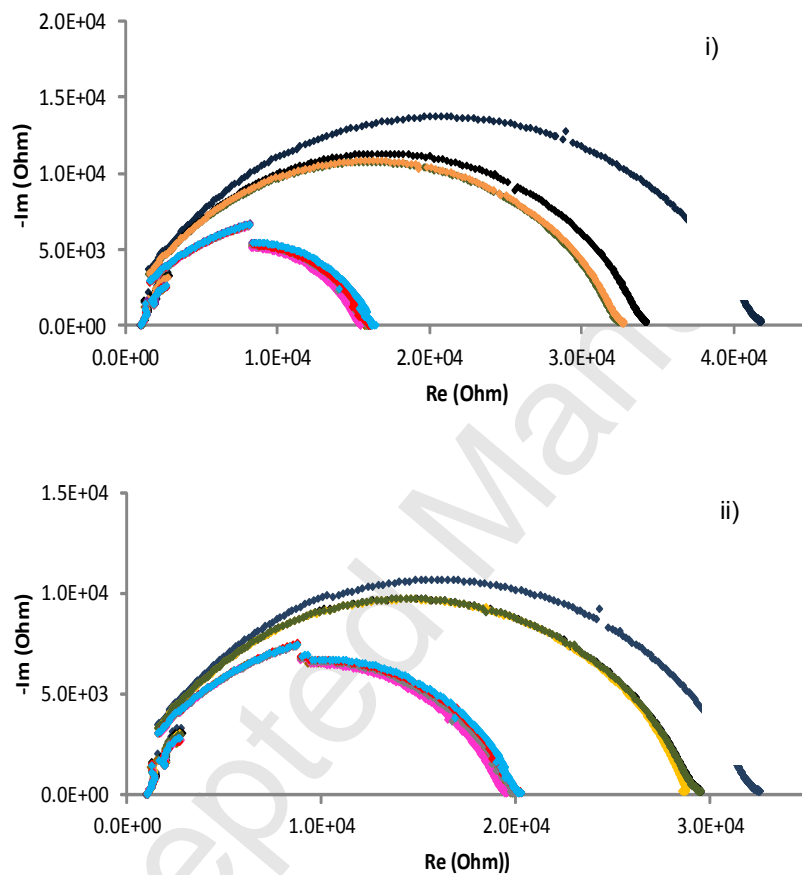 i)
2.0E+04
1.5E+04
1.0E+04
5.0E+03
0.0E+00
-Im (Ohm)
0.0E+00 1.0E+04 2.0E+04 3.0E+04 4.0E+04
Re (Ohm)
ii)
1.5E+04
1.0E+04
5.0E+03
0.0E+00
-Im (Ohm)
0.0E+00 1.0E+04 2.0E+04 3.0E+04
Re (Ohm))
epted Manu